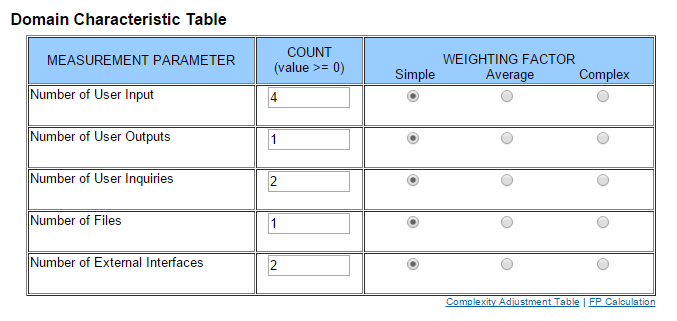 Domain Characteristic Table
MEASUREMENT PARAMETER
COUNT
(value >= 0)
WEIGHTING FACTOR
Simple Average Complex
Number of User Input 4
Number of User Outputs 1
Number of User Inquiries 2
Number of Files 1
Number of External Interfaces 2
Complexity Adjustment Table | FP Calculation